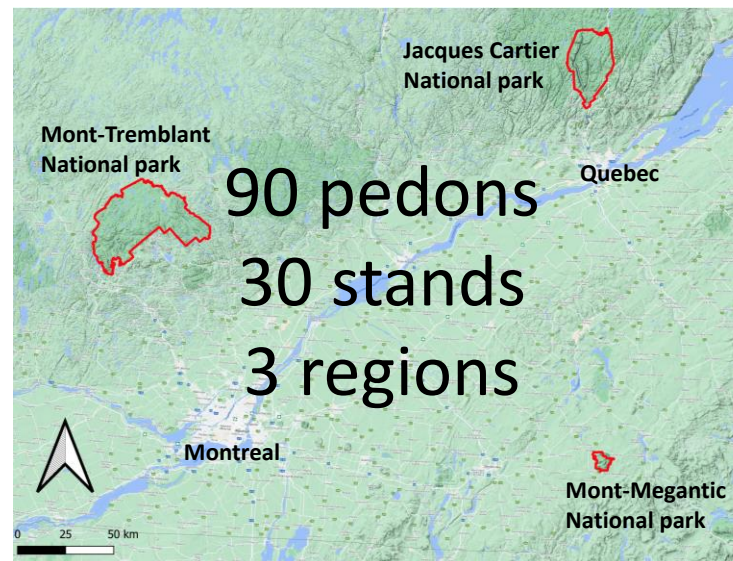 Jacques Cartier
National park
Mont-Tremblant
National park
Quebec
90 pedons
30 stands
3 regions
Montreal
Mont-Megantic
National park
0 25 50 km